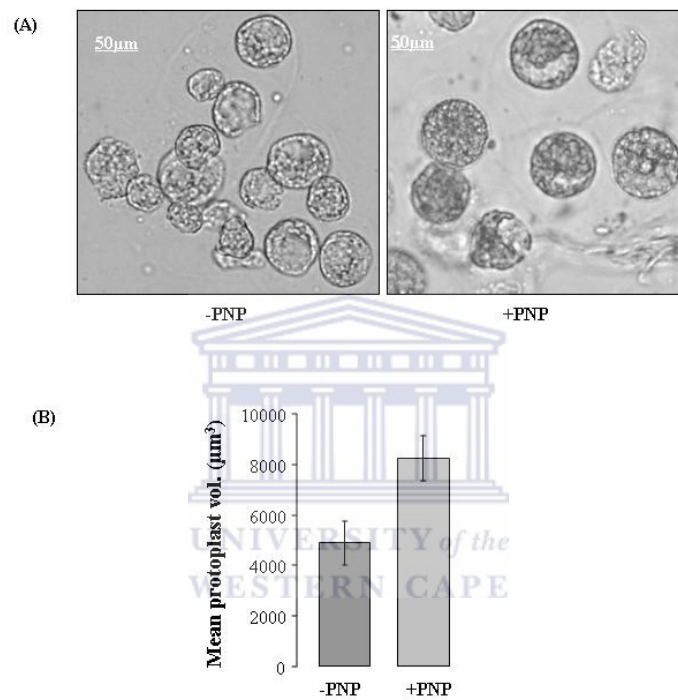 (A)
50µm
50µm
-PNP
+PNP
(B)
Mean protoplast vol. (µm³)
10000
8000
6000
4000
2000
0
UNIVERSITY of the
WESTERN CAPE
-PNP
+PNP